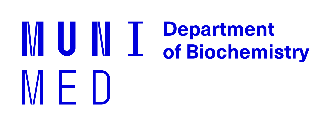 MUNI
MED
Department
of Biochemistry